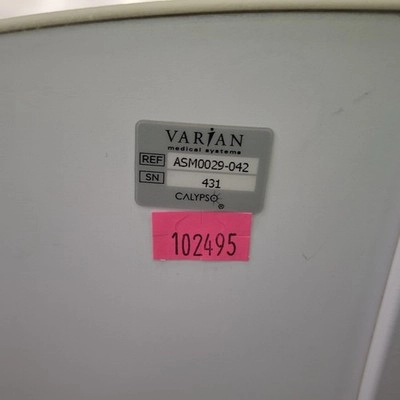 VARIAN
medical systems
REF ASM0029-042
SN 431
CALYPSO
102495